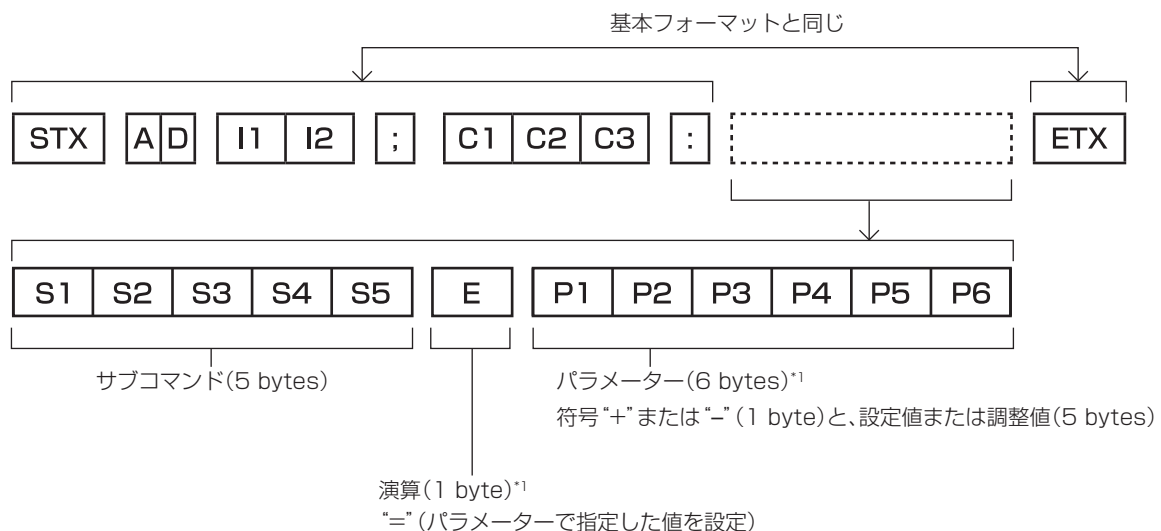 基本フォーマットと同じ
STX AD I1 I2 ; C1 C2 C3 : ETX
S1 S2 S3 S4 S5 E P1 P2 P3 P4 P5 P6
サブコマンド(5 bytes)
パラメーター(6 bytes)*1
符号“+”または“–”(1 byte)と、設定値または調整値(5 bytes)
演算(1 byte)*1
“=”(パラメーターで指定した値を設定)